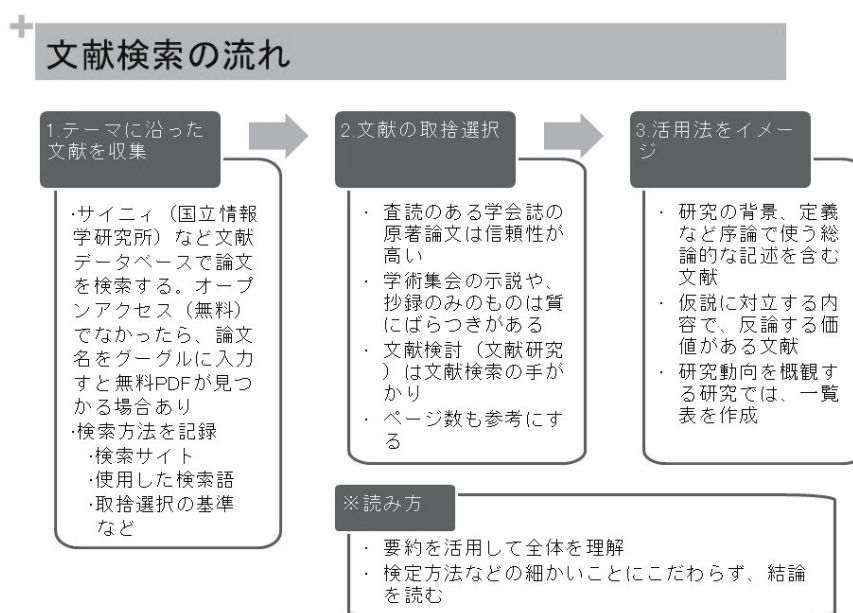 文献検索の流れ
1.テーマに沿った
文献を収集
･サイニィ（国立情報
学研究所）など文献
データベースで論文
を検索する。オープ
ンアクセス（無料）
でなかったら、論文
名をグーグルに入力
すと無料PDFが見つ
かる場合あり
･検索方法を記録
･検索サイト
･使用した検索語
･取捨選択の基準
など
2.文献の取捨選択
・ 査読のある学会誌の
原著論文は信頼性が
高い
・ 学術集会の示説や、
抄録のみのものは質
にばらつきがある
・ 文献検討（文献研究
）は文献検索の手が
かり
・ ページ数も参考にす
る
3.活用法をイメー
ジ
・ 研究の背景、定義
など序論で使う総
論的な記述を含む
文献
・ 仮説に対立する内
容で、反論する価
値がある文献
・ 研究動向を概観す
る研究では、一覧
表を作成
※読み方
・ 要約を活用して全体を理解
・ 検定方法などの細かいことにこだわらず、結論
を読む